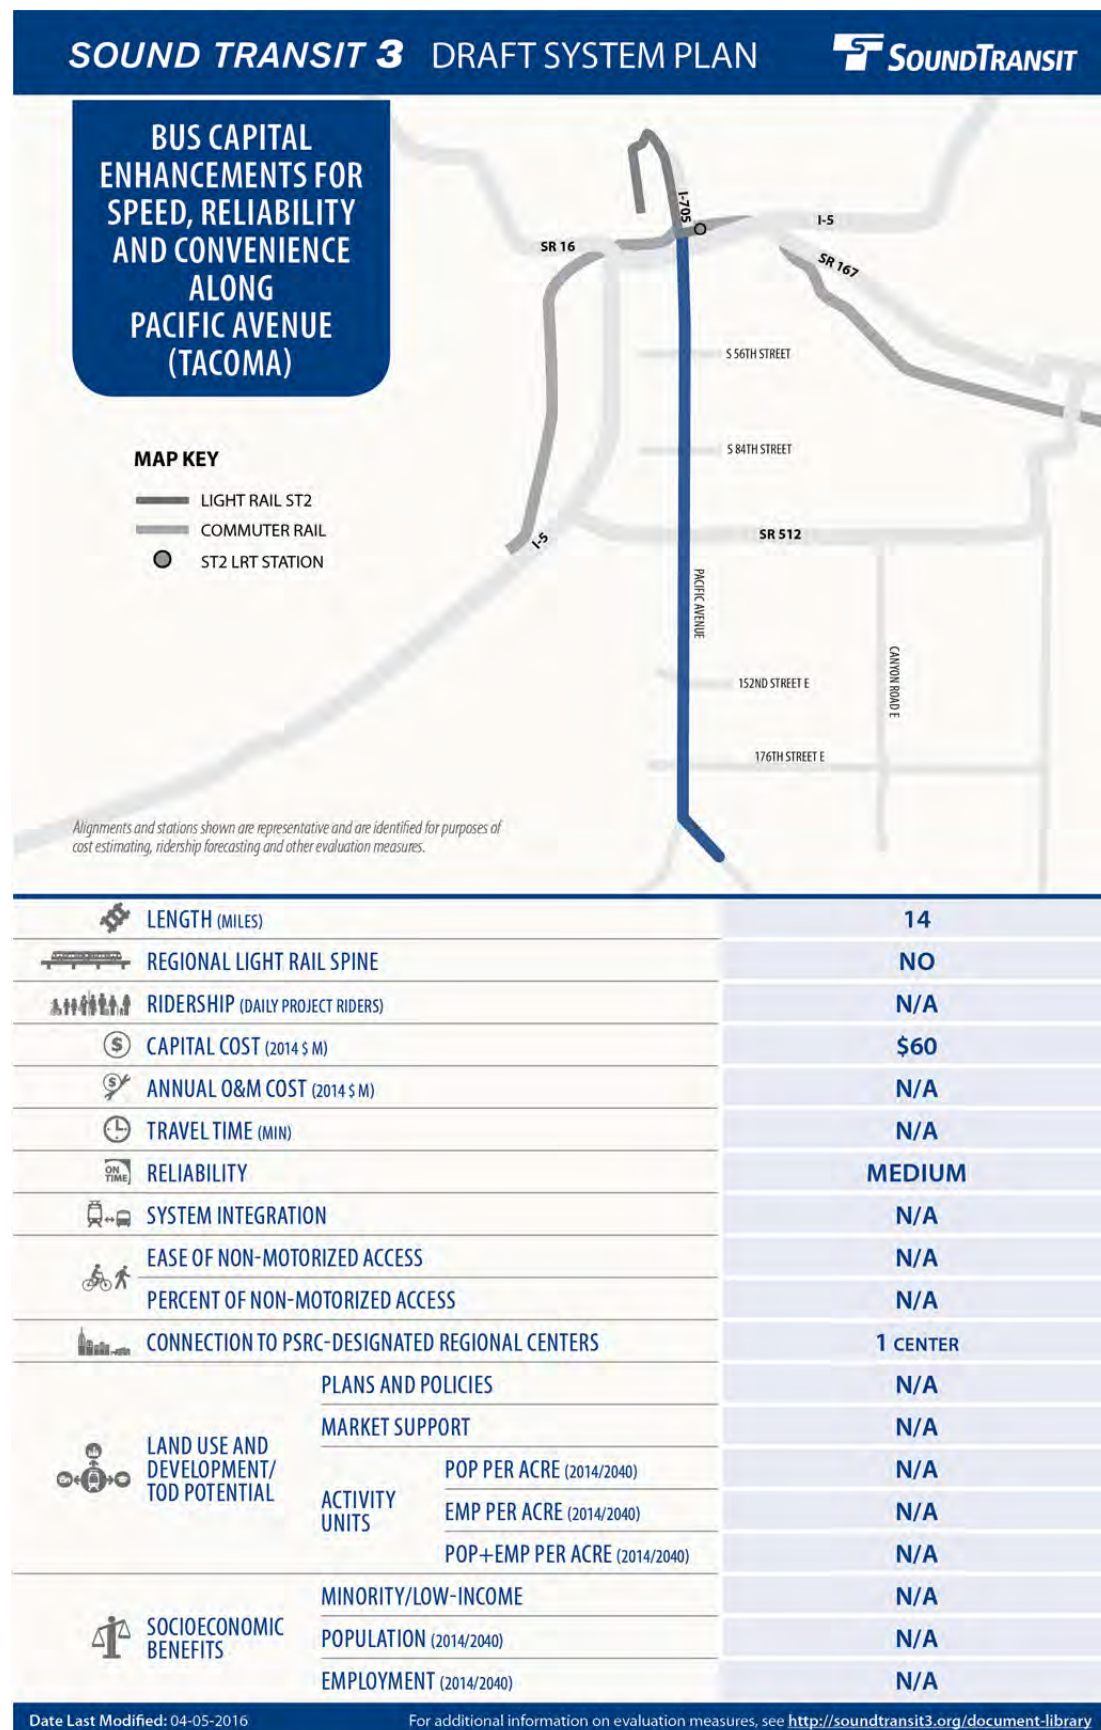 SOUND TRANSIT 3 DRAFT SYSTEM PLAN
ST SOUNDTRANSIT
BUS CAPITAL
ENHANCEMENTS FOR
SPEED, RELIABILITY
AND CONVENIENCE
ALONG
PACIFIC AVENUE
(TACOMA)
MAP KEY
LIGHT RAIL ST2
COMMUTER RAIL
ST2 LRT STATION
I-705
I-5
SR 16
SR 167
S 56TH STREET
S 84TH STREET
SR 512
I-5
PACIFIC AVENUE
CANYON ROAD E
152ND STREET E
176TH STREET E
Alignments and stations shown are representative and are identified for purposes of
cost estimating, ridership forecasting and other evaluation measures.
LENGTH (MILES) 14
REGIONAL LIGHT RAIL SPINE NO
RIDERSHIP (DAILY PROJECT RIDERS) N/A
$ CAPITAL COST (2014 $ M) $60
$ ANNUAL O&M COST (2014 $ M) N/A
TRAVEL TIME (MIN) N/A
ON
TIME RELIABILITY MEDIUM
SYSTEM INTEGRATION N/A
EASE OF NON-MOTORIZED ACCESS N/A
PERCENT OF NON-MOTORIZED ACCESS N/A
CONNECTION TO PSRC-DESIGNATED REGIONAL CENTERS 1 CENTER
LAND USE AND
DEVELOPMENT/
TOD POTENTIAL
PLANS AND POLICIES N/A
MARKET SUPPORT N/A
ACTIVITY
UNITS
POP PER ACRE (2014/2040) N/A
EMP PER ACRE (2014/2040) N/A
POP+EMP PER ACRE (2014/2040) N/A
SOCIOECONOMIC
BENEFITS
MINORITY/LOW-INCOME N/A
POPULATION (2014/2040) N/A
EMPLOYMENT (2014/2040) N/A
Date Last Modified: 04-05-2016
For additional information on evaluation measures, see http://soundtransit3.org/document-library